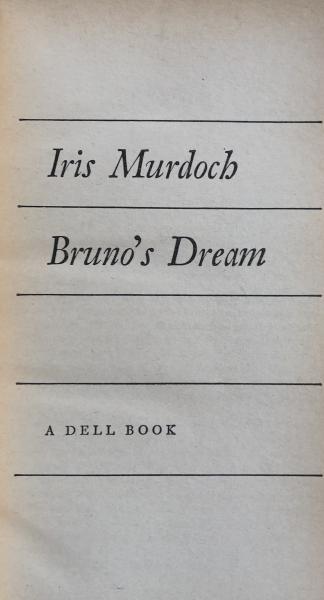 Iris Murdoch
Bruno's Dream
A DELL BOOK